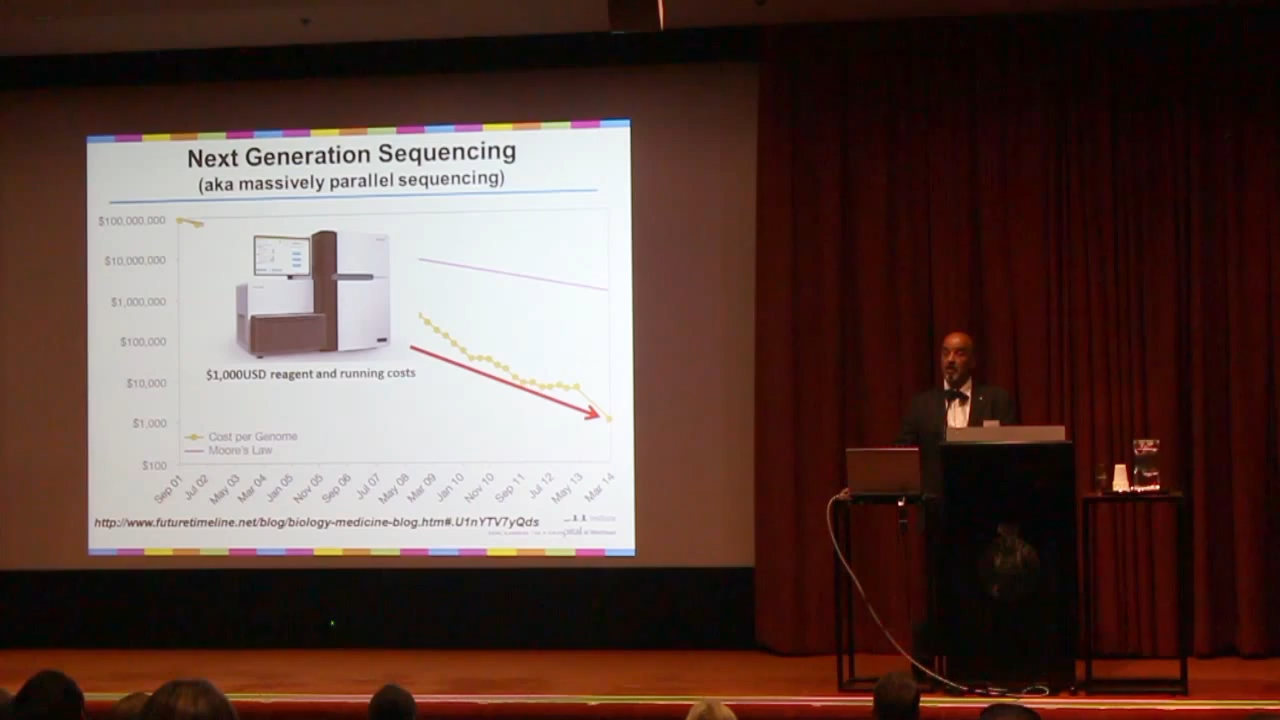 Next Generation Sequencing
(aka massively parallel sequencing)
$100,000,000
$10,000,000
$1,000,000
$100,000
$10,000
$1,000
$100
$1,000USD reagent and running costs
Cost per Genome
Moore's Law
Sep 01
Jul 02
May 03
Mar 04
Jan 05
Nov 05
Sep 06
Jul 07
May 08
Mar 09
Jan 10
Nov 10
Sep 11
Jul 12
May 13
Mar 14
http://www.futuretimeline.net/blog/biology-medicine-blog.htm#.U1nYTV7yQds